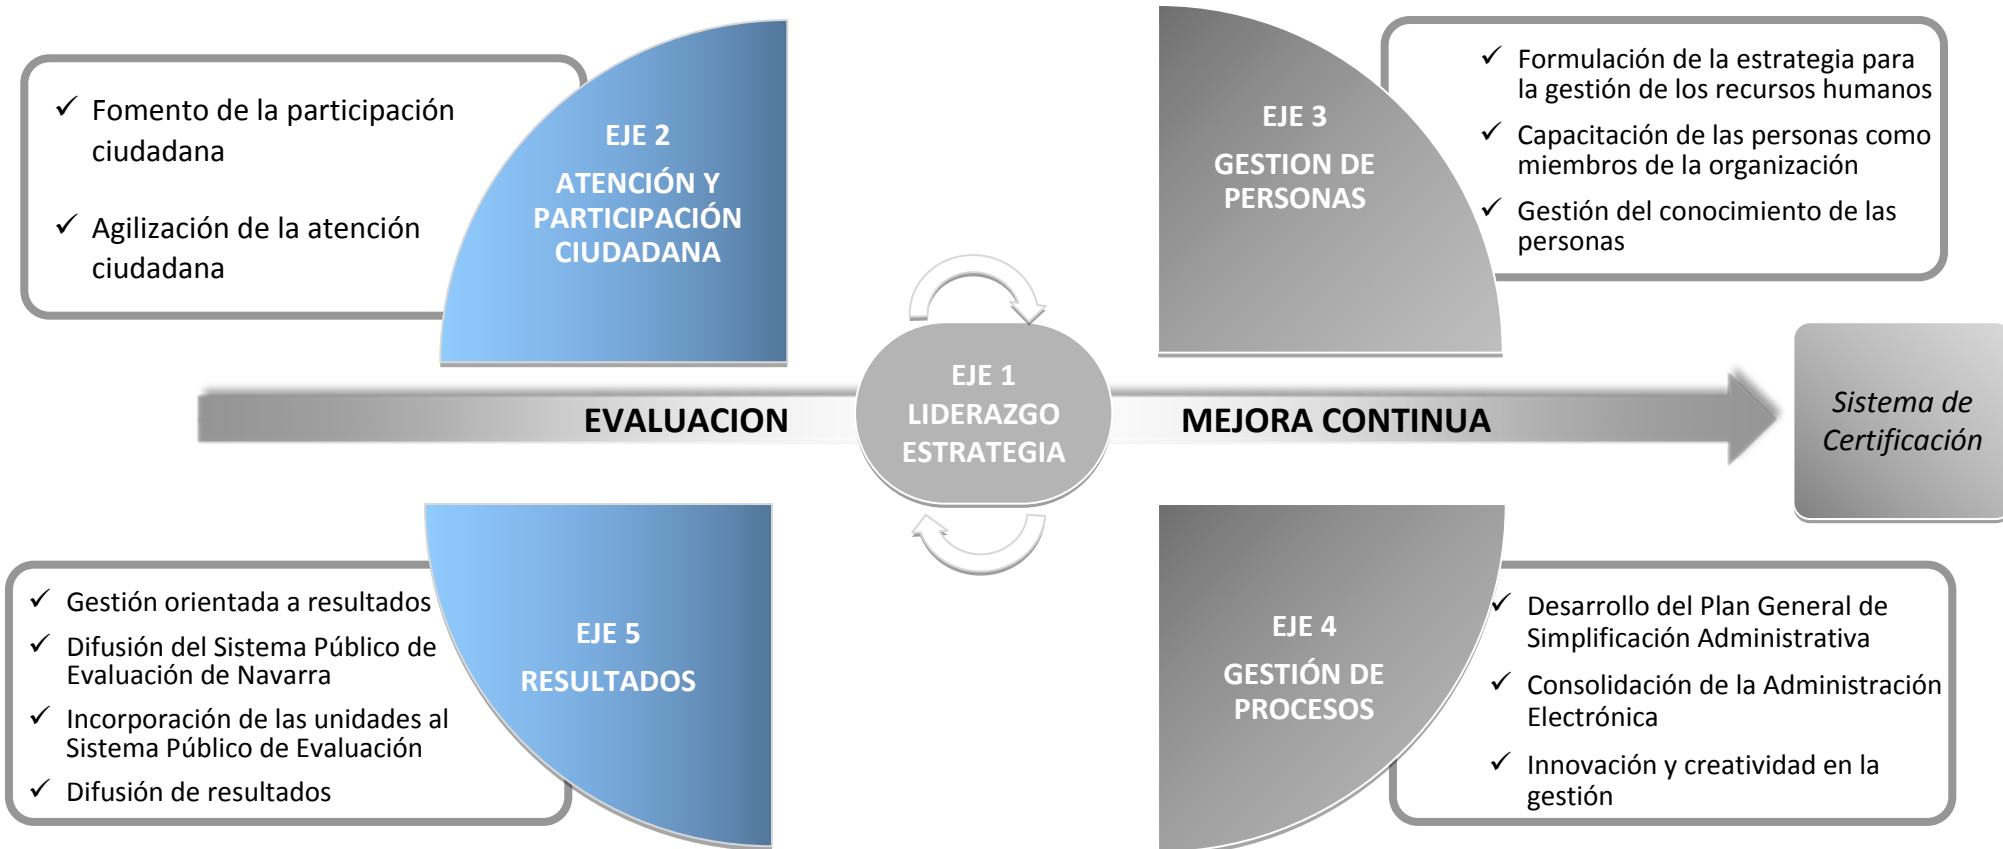 ✓ Fomento de la participación
ciudadana
✓ Agilización de la atención
ciudadana
EJE 2
ATENCIÓN Y
PARTICIPACIÓN
CIUDADANA
EJE 3
GESTION DE
PERSONAS
✓ Formulación de la estrategia para
la gestión de los recursos humanos
✓ Capacitación de las personas como
miembros de la organización
✓ Gestión del conocimiento de las
personas
EVALUACION
EJE 1
LIDERAZGO
ESTRATEGIA
MEJORA CONTINUA
Sistema de
Certificación
✓ Gestión orientada a resultados
✓ Difusión del Sistema Público de
Evaluación de Navarra
✓ Incorporación de las unidades al
Sistema Público de Evaluación
✓ Difusión de resultados
EJE 5
RESULTADOS
EJE 4
GESTIÓN DE
PROCESOS
✓ Desarrollo del Plan General de
Simplificación Administrativa
✓ Consolidación de la Administración
Electrónica
✓ Innovación y creatividad en la
gestión